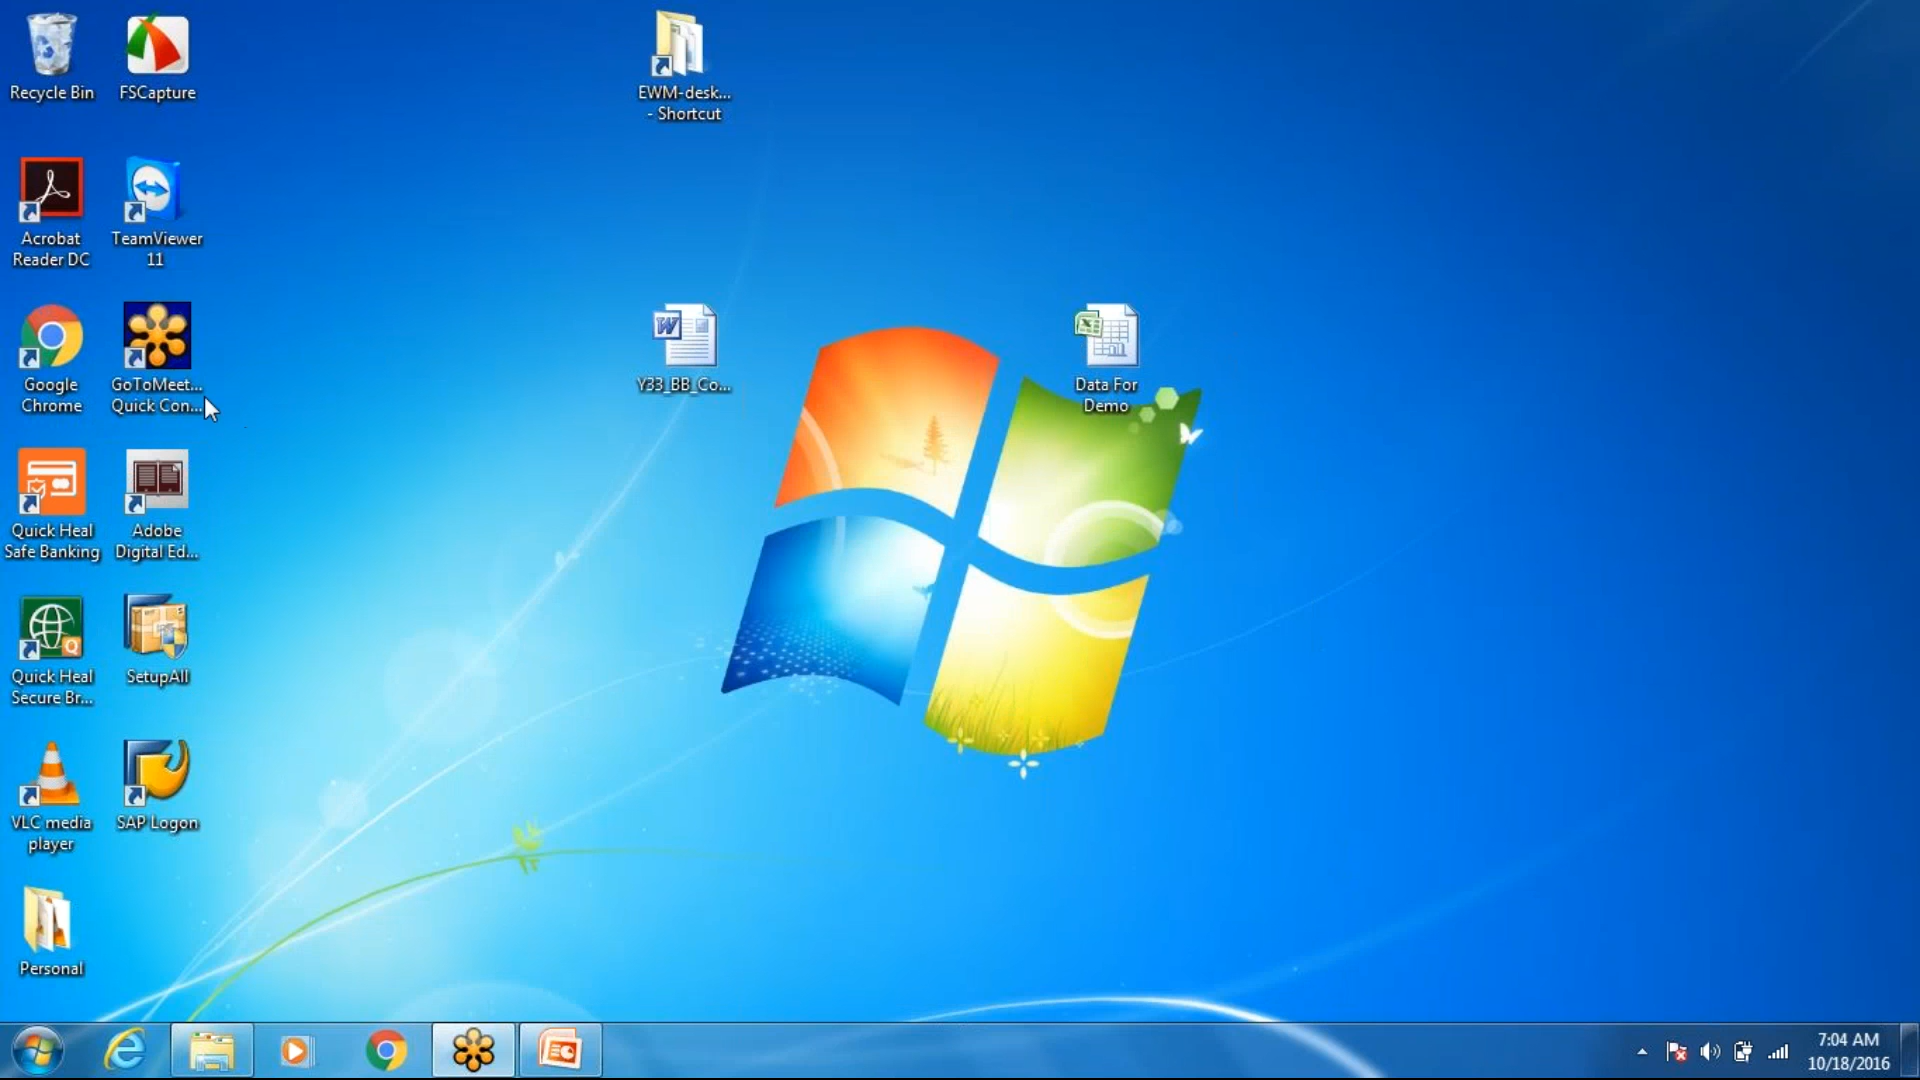 Recycle Bin
FSCapture
EWM-desk...
- Shortcut
Acrobat
Reader DC
TeamViewer
11
Google
Chrome
GoToMeet...
Quick Con...
Y33_BB_Co...
Data For
Demo
Quick Heal
Safe Banking
Adobe
Digital Ed...
Quick Heal
Secure Br...
SetupAll
VLC media
player
SAP Logon
Personal
7:04 AM
10/18/2016